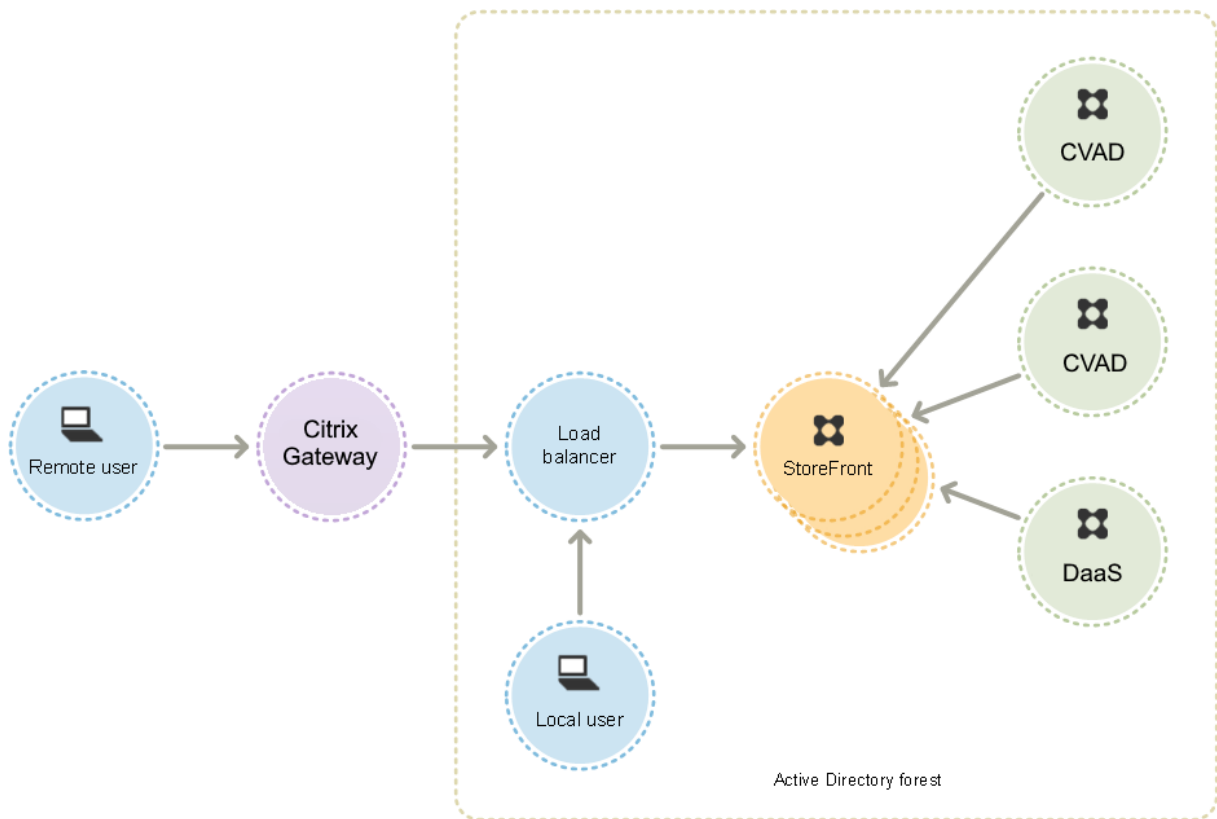 CVAD
CVAD
Remote user
Citrix
Gateway
Load
balancer
StoreFront
DaaS
Local user
Active Directory forest